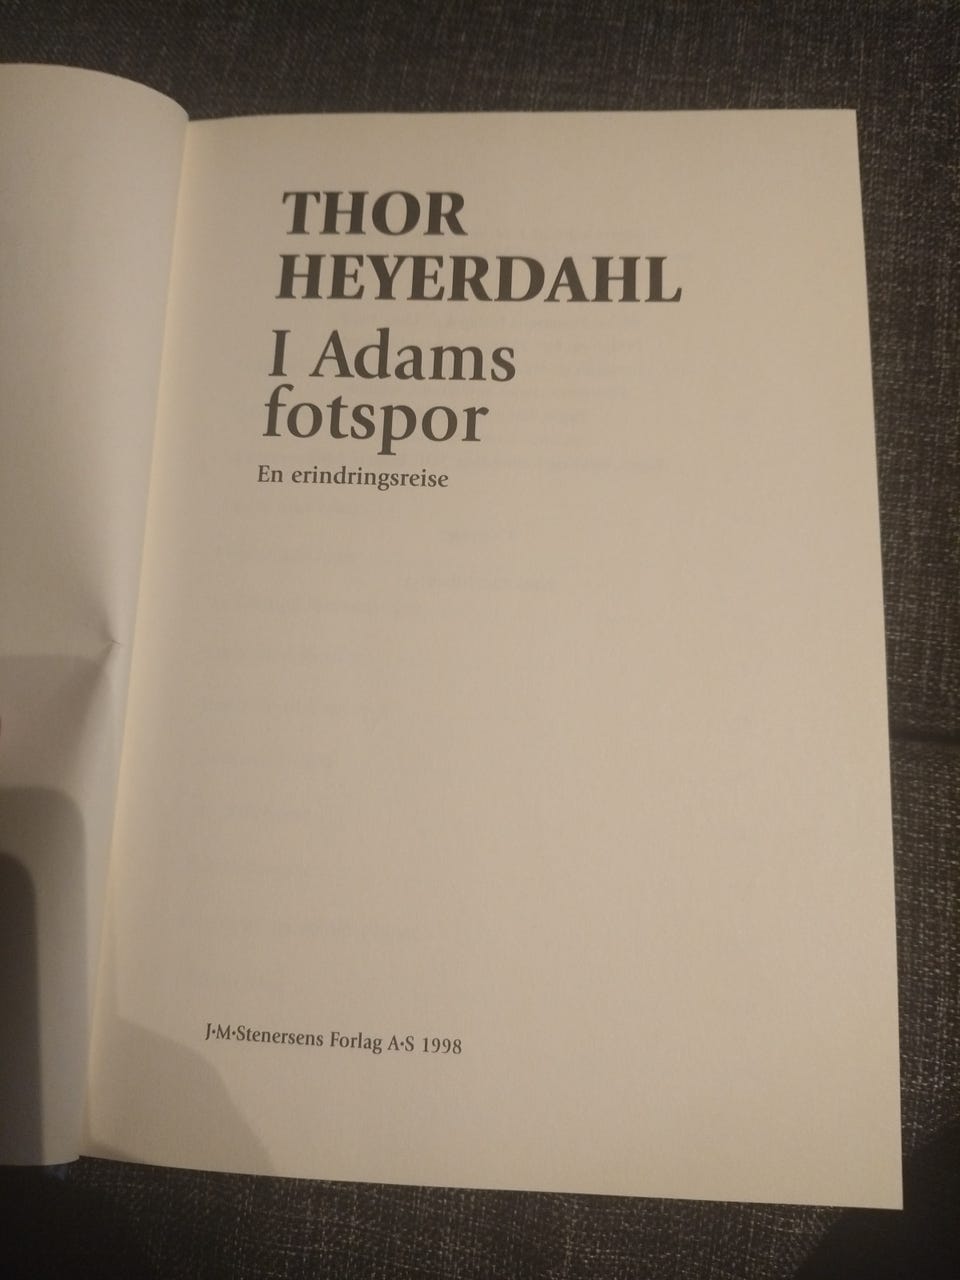 THOR
HEYERDAHL
I Adams
fotspor
En erindringsreise
J·M·Stenersens Forlag A·S 1998